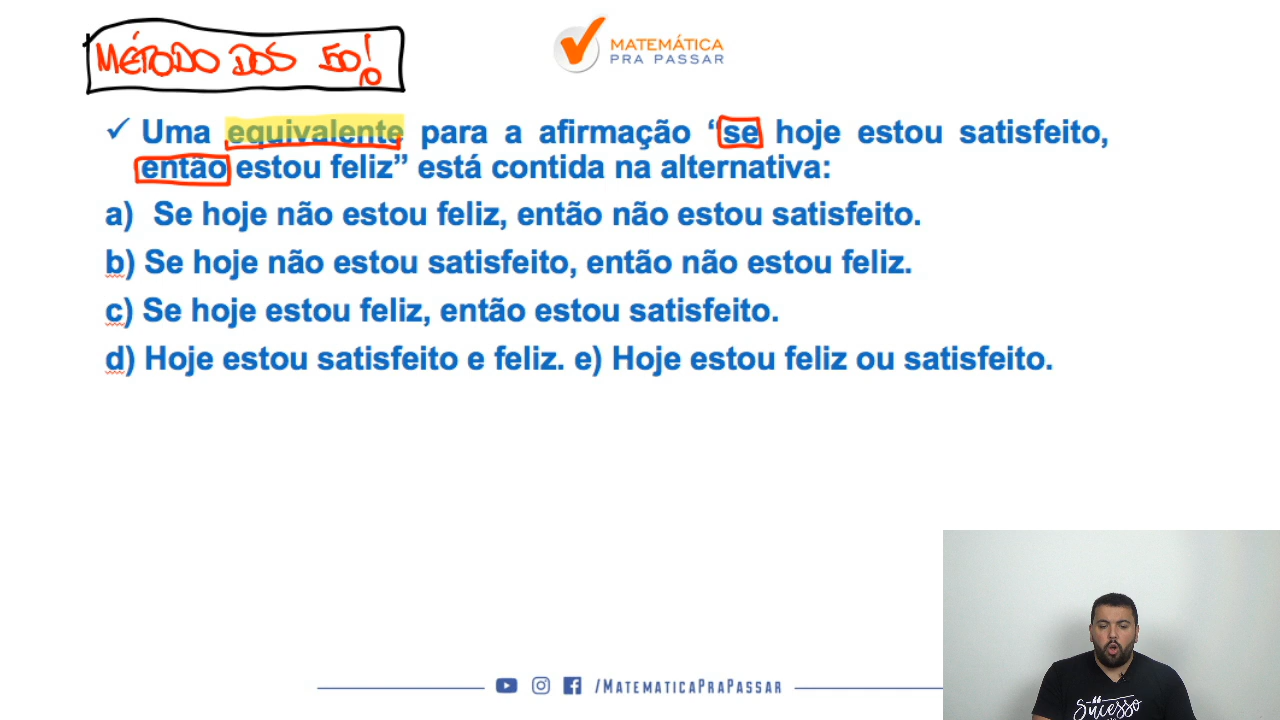 MÉTODO DOS 50!
MATEMÁTICA
PRA PASSAR
✓ Uma equivalente para a afirmação “se hoje estou satisfeito,
então estou feliz” está contida na alternativa:
a) Se hoje não estou feliz, então não estou satisfeito.
b) Se hoje não estou satisfeito, então não estou feliz.
c) Se hoje estou feliz, então estou satisfeito.
d) Hoje estou satisfeito e feliz. e) Hoje estou feliz ou satisfeito.
/MATEMATICAPRAPASSAR
Sucesso